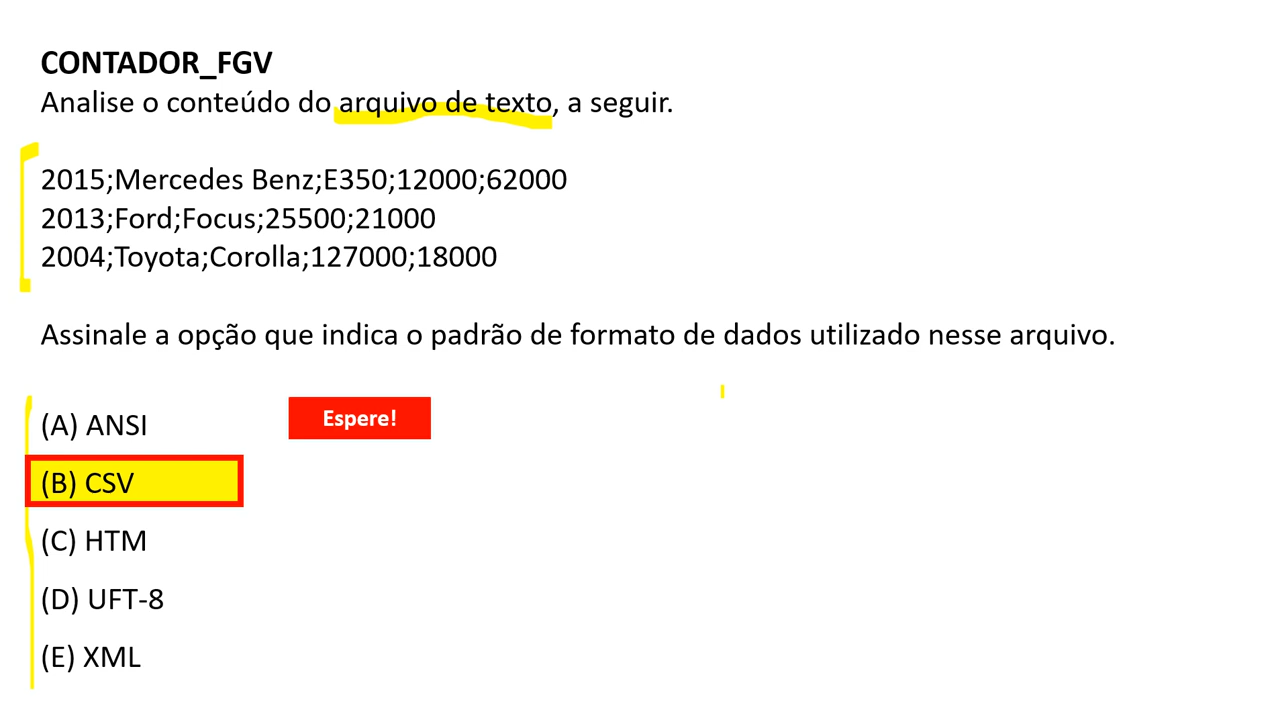 CONTADOR_FGV
Analise o conteúdo do arquivo de texto, a seguir.
2015;Mercedes Benz;E350;12000;62000
2013;Ford;Focus;25500;21000
2004;Toyota;Corolla;127000;18000
Assinale a opção que indica o padrão de formato de dados utilizado nesse arquivo.
(A) ANSI
Espere!
(B) CSV
(C) HTM
(D) UFT-8
(E) XML